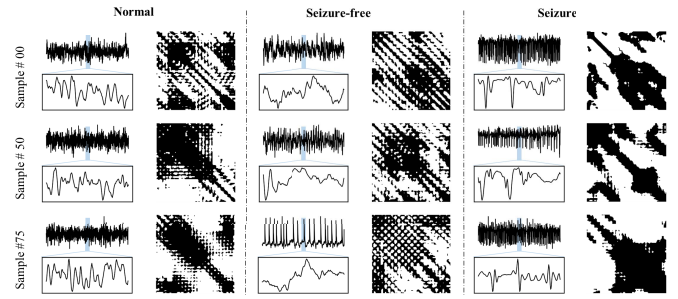 Normal Seizure-free Seizure
Sample # 00
Sample # 50
Sample #75